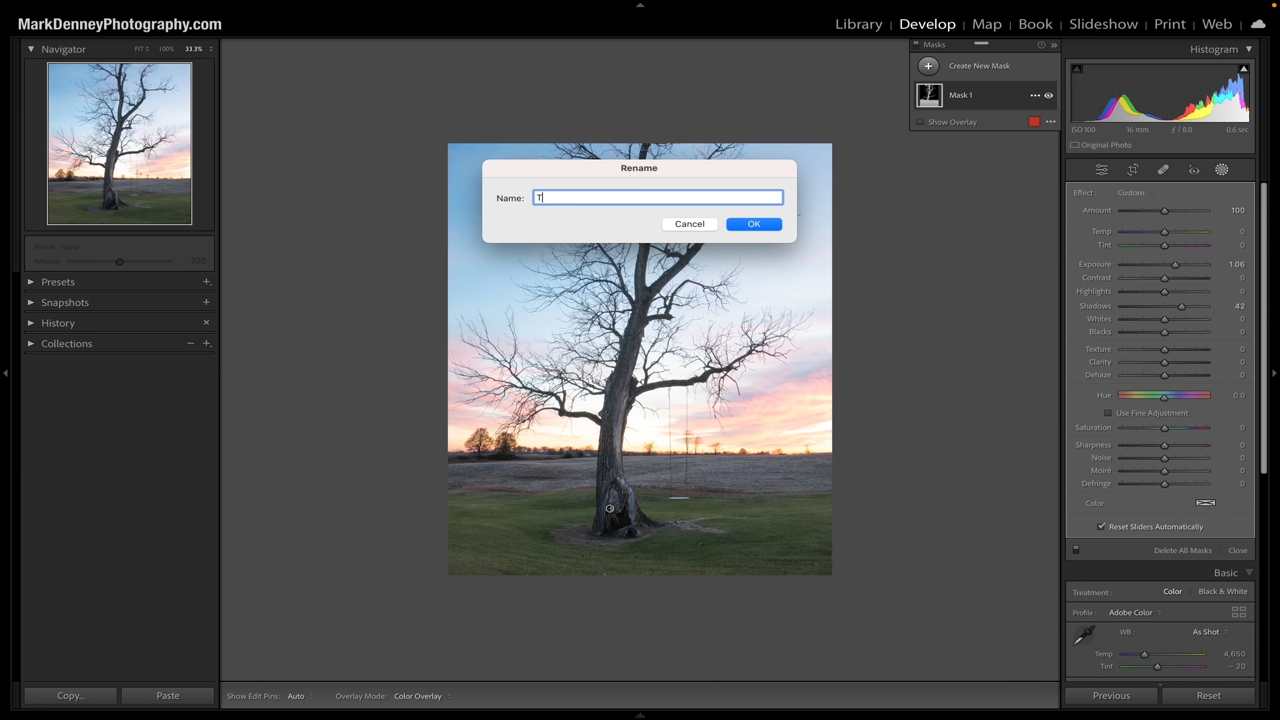 MarkDenneyPhotography.com
Library | Develop | Map | Book | Slideshow | Print | Web
Navigator FIT 100% 33.3%
Preset: None
Amount 100
Presets
Snapshots
History
Collections
Copy... Paste
Masks
Create New Mask
Mask 1
Show Overlay
Rename
Name: T
Cancel OK
Show Edit Pins: Auto Overlay Mode: Color Overlay
Histogram
ISO 100 16 mm ƒ / 8.0 0.6 sec
Original Photo
Effect: Custom
Amount 100
Temp 0
Tint 0
Exposure 1.06
Contrast 0
Highlights 0
Shadows 42
Whites 0
Blacks 0
Texture 0
Clarity 0
Dehaze 0
Hue 0.0
Use Fine Adjustment
Saturation 0
Sharpness 0
Noise 0
Moiré 0
Defringe 0
Color
Reset Sliders Automatically
Delete All Masks Close
Basic
Treatment: Color | Black & White
Profile: Adobe Color
WB: As Shot
Temp 4,650
Tint – 20
Previous Reset